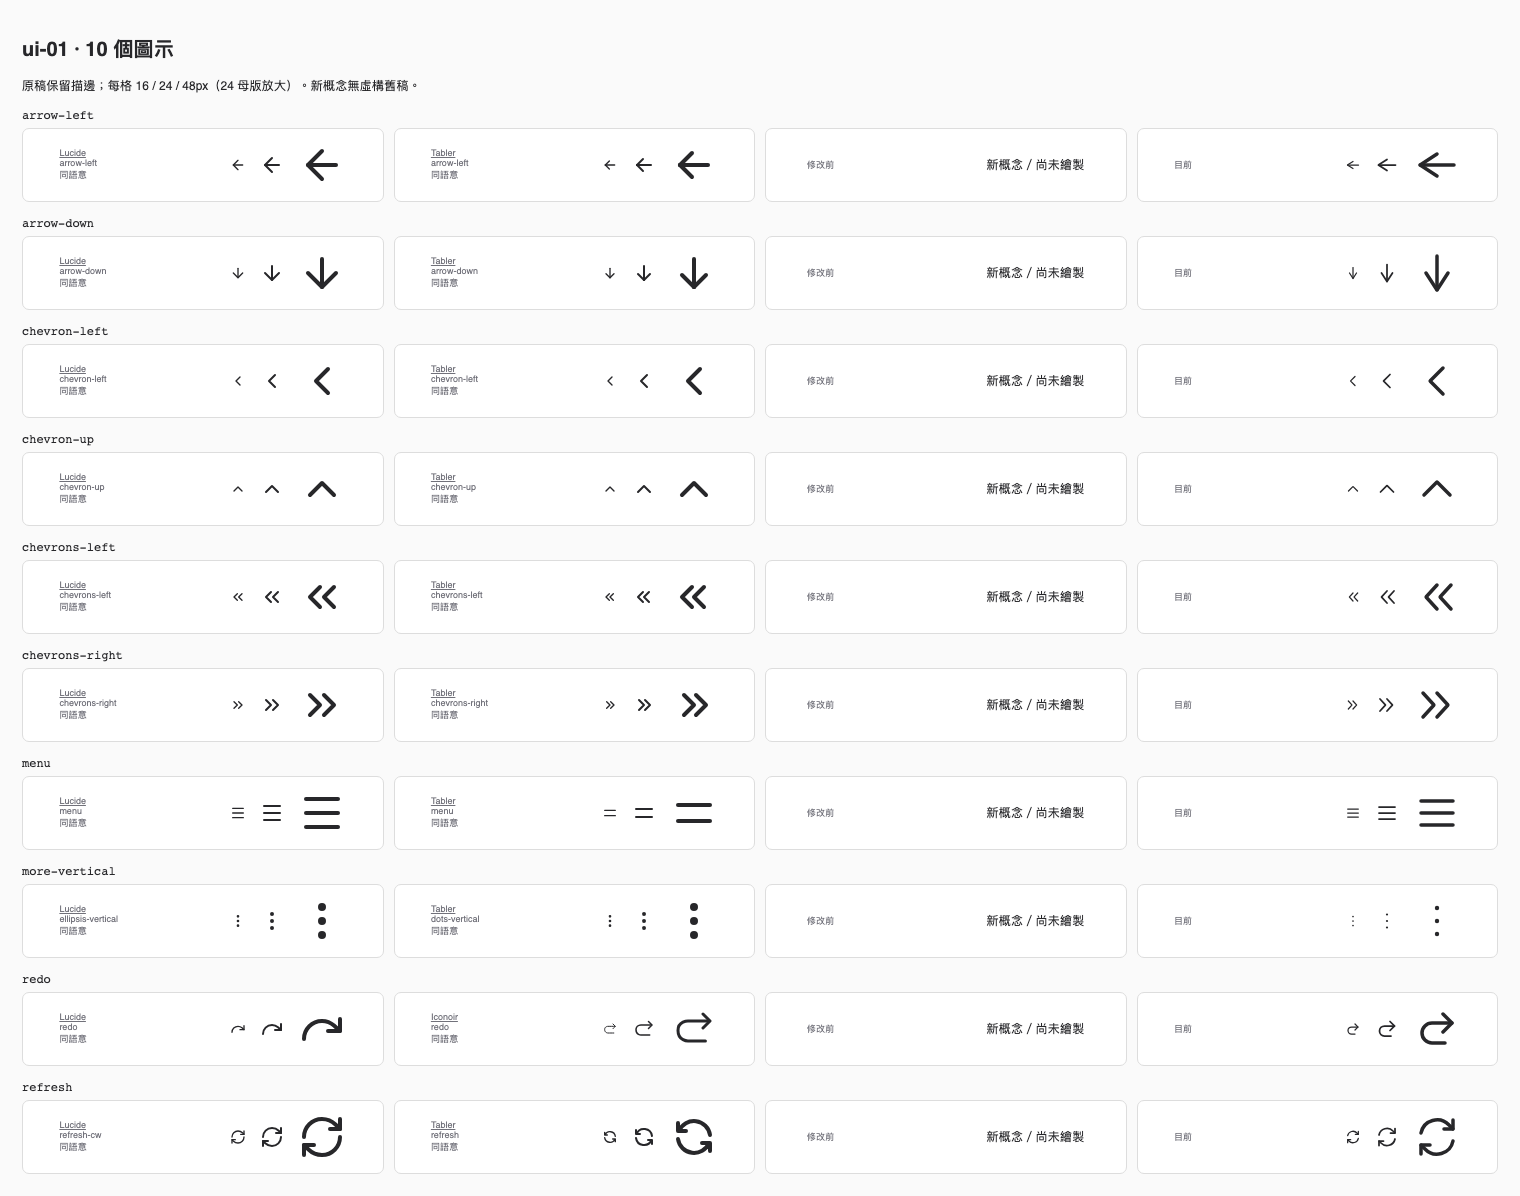 ui-01 · 10 個圖示
原稿保留描邊；每格 16 / 24 / 48px（24 母版放大）。新概念無虛構舊稿。
arrow-left
Lucide
arrow-left
同語意
Tabler
arrow-left
同語意
修改前
新概念 / 尚未繪製
目前
arrow-down
Lucide
arrow-down
同語意
Tabler
arrow-down
同語意
修改前
新概念 / 尚未繪製
目前
chevron-left
Lucide
chevron-left
同語意
Tabler
chevron-left
同語意
修改前
新概念 / 尚未繪製
目前
chevron-up
Lucide
chevron-up
同語意
Tabler
chevron-up
同語意
修改前
新概念 / 尚未繪製
目前
chevrons-left
Lucide
chevrons-left
同語意
Tabler
chevrons-left
同語意
修改前
新概念 / 尚未繪製
目前
chevrons-right
Lucide
chevrons-right
同語意
Tabler
chevrons-right
同語意
修改前
新概念 / 尚未繪製
目前
menu
Lucide
menu
同語意
Tabler
menu
同語意
修改前
新概念 / 尚未繪製
目前
more-vertical
Lucide
ellipsis-vertical
同語意
Tabler
dots-vertical
同語意
修改前
新概念 / 尚未繪製
目前
redo
Lucide
redo
同語意
Iconoir
redo
同語意
修改前
新概念 / 尚未繪製
目前
refresh
Lucide
refresh-cw
同語意
Tabler
refresh
同語意
修改前
新概念 / 尚未繪製
目前